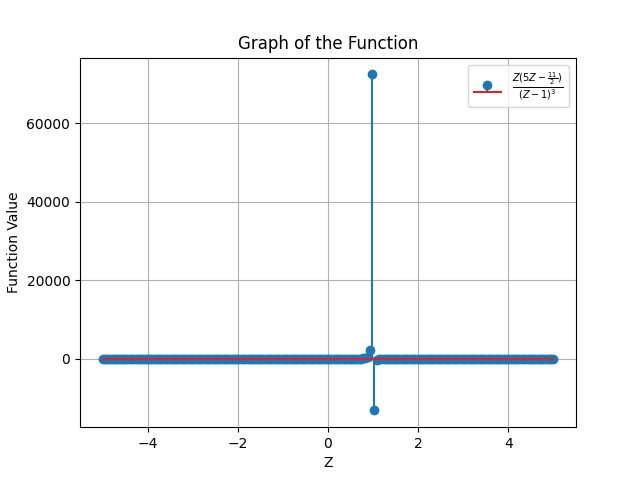 Graph of the Function
Function Value
60000
40000
20000
0
−4
−2
0
2
4
Z
Z(5Z − 11/2)
(Z − 1)³